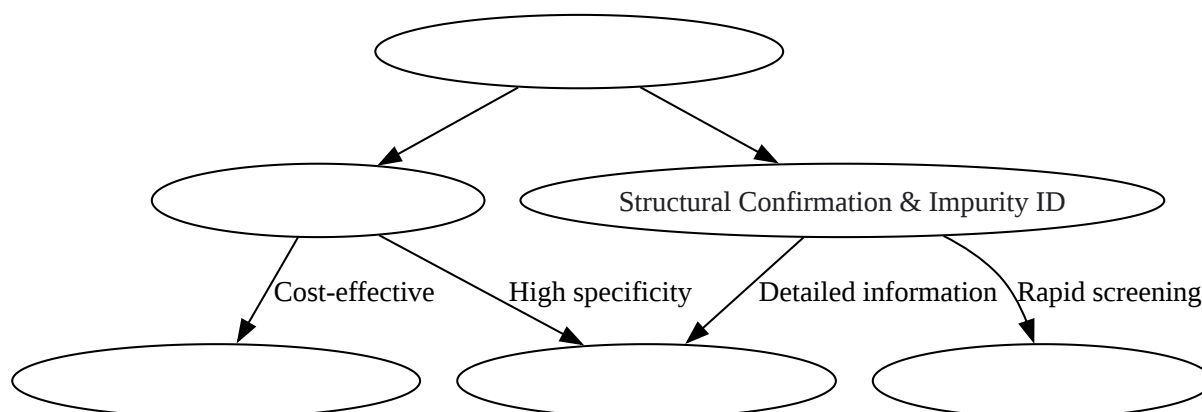 Structural Confirmation & Impurity ID
Cost-effective
High specificity
Detailed information
Rapid screening